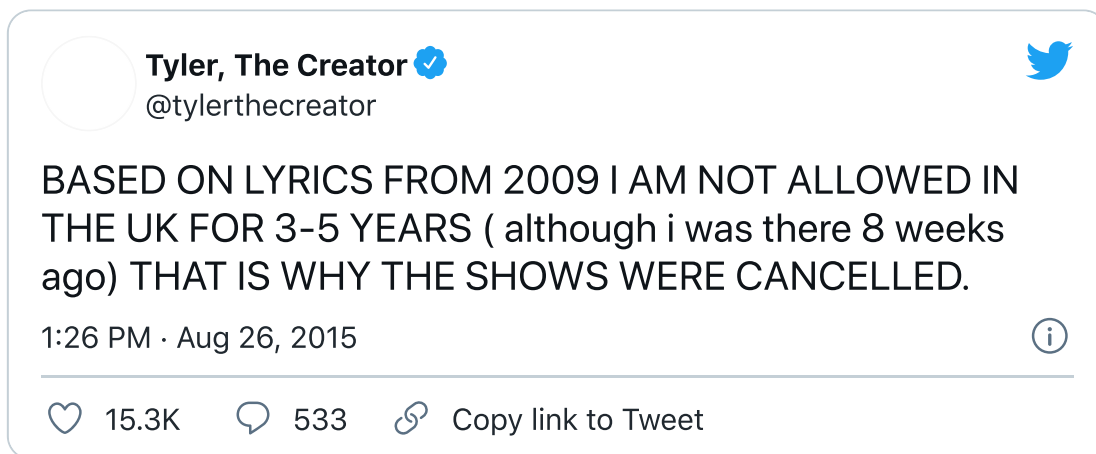 Tyler, The Creator
@tylerthecreator
BASED ON LYRICS FROM 2009 I AM NOT ALLOWED IN
THE UK FOR 3-5 YEARS ( although i was there 8 weeks
ago) THAT IS WHY THE SHOWS WERE CANCELLED.
1:26 PM · Aug 26, 2015
15.3K 533 Copy link to Tweet